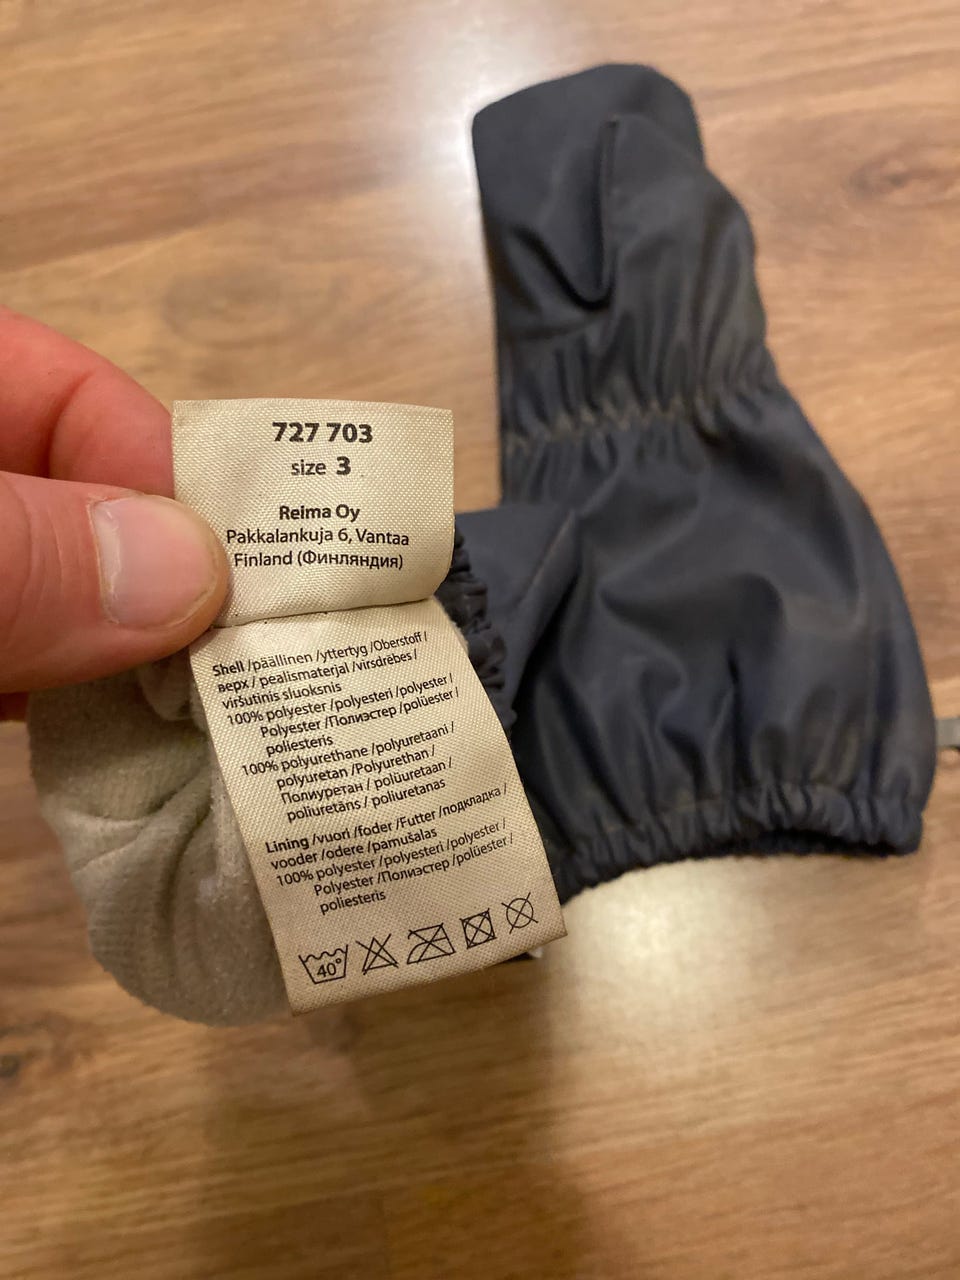 727 703
size 3
Reima Oy
Pakkalankuja 6, Vantaa
Finland (Финляндия)
Shell /päällinen /yttertyg /Oberstoff /
верх / pealismaterjal /virsdrēbes /
viršutinis sluoksnis
100% polyester /polyesteri /polyester /
Polyester /Полиэстер /polüester /
poliesteris
100% polyurethane /polyuretaani /
polyuretan /Polyurethan /
Полиуретан / polüuretaan /
poliuretāns / poliuretanas
Lining /vuori /foder /Futter /подкладка /
vooder /odere /pamušalas
100% polyester /polyesteri /polyester /
Polyester /Полиэстер /polüester /
poliesteris
40°